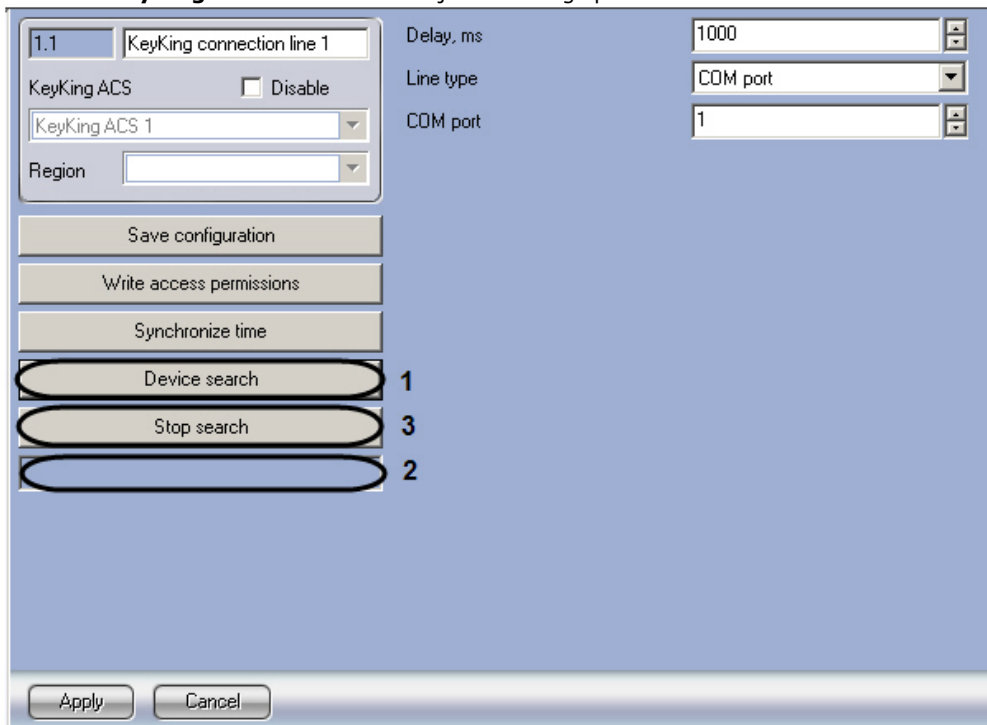 1.1 KeyKing connection line 1
KeyKing ACS Disable
KeyKing ACS 1
Region
Save configuration
Write access permissions
Synchronize time
Device search 1
Stop search 3
2
Delay, ms 1000
Line type COM port
COM port 1
Apply Cancel